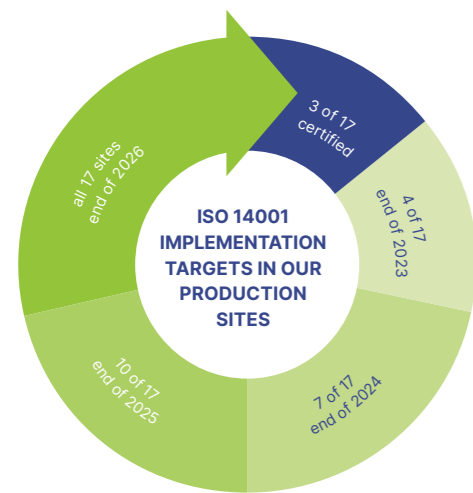 ISO 14001
IMPLEMENTATION
TARGETS IN OUR
PRODUCTION
SITES
3 of 17
certified
4 of 17
end of 2023
7 of 17
end of 2024
10 of 17
end of 2025
all 17 sites
end of 2026